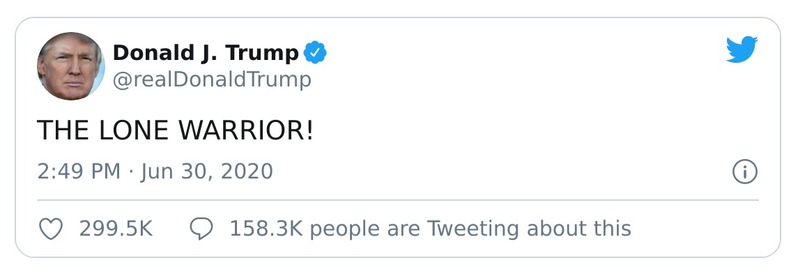 Donald J. Trump
@realDonaldTrump
THE LONE WARRIOR!
2:49 PM · Jun 30, 2020
299.5K 158.3K people are Tweeting about this